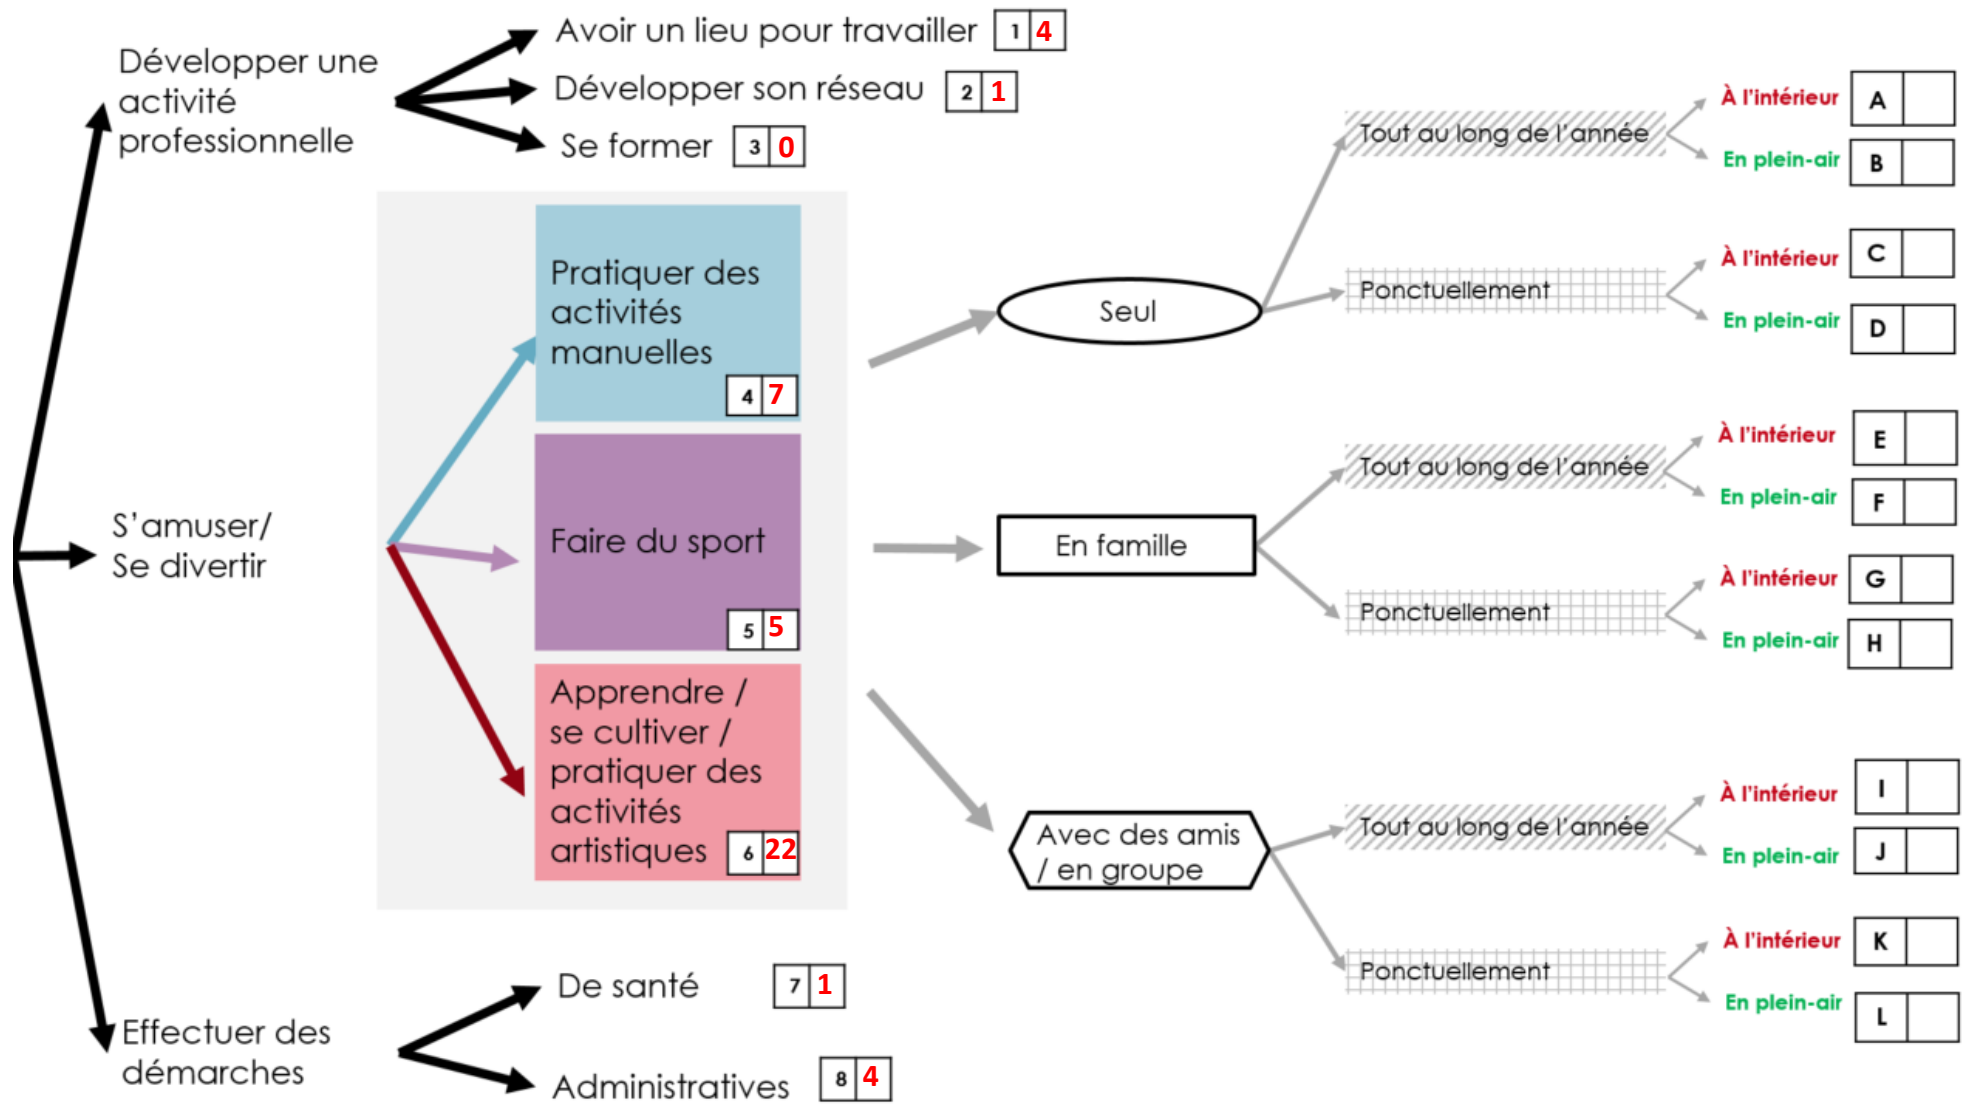 Développer une
activité
professionnelle
Avoir un lieu pour travailler 1 4
Développer son réseau 2 1
Se former 3 0
S'amuser/
Se divertir
Pratiquer des
activités
manuelles
4 7
Faire du sport
5 5
Apprendre /
se cultiver /
pratiquer des
activités
artistiques 6 22
Effectuer des
démarches
De santé 7 1
Administratives 8 4
Seul
Tout au long de l'année
À l'intérieur A
En plein-air B
Ponctuellement
À l'intérieur C
En plein-air D
En famille
Tout au long de l'année
À l'intérieur E
En plein-air F
Ponctuellement
À l'intérieur G
En plein-air H
Avec des amis
/ en groupe
Tout au long de l'année
À l'intérieur I
En plein-air J
Ponctuellement
À l'intérieur K
En plein-air L